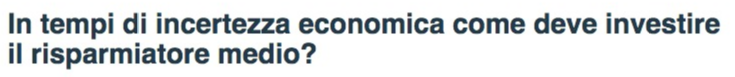 In tempi di incertezza economica come deve investire
il risparmiatore medio?